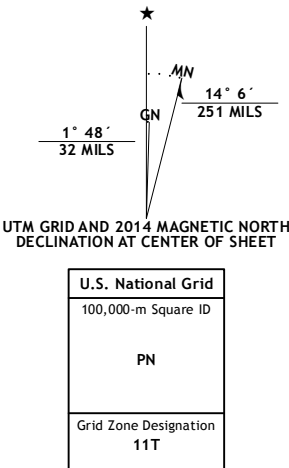 ★
MN
GN
14° 6´
251 MILS
1° 48´
32 MILS
UTM GRID AND 2014 MAGNETIC NORTH
DECLINATION AT CENTER OF SHEET
U.S. National Grid
100,000-m Square ID
PN
Grid Zone Designation
11T